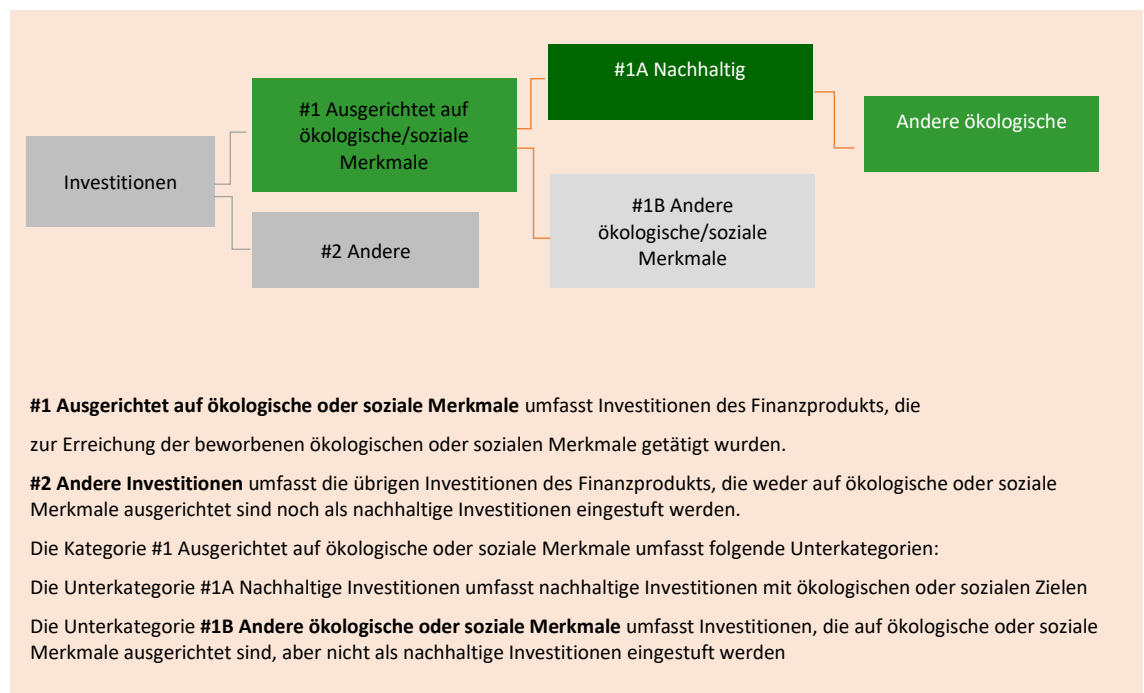 #1A Nachhaltig
#1 Ausgerichtet auf
ökologische/soziale
Merkmale
Andere ökologische
Investitionen
#1B Andere
ökologische/soziale
Merkmale
#2 Andere
#1 Ausgerichtet auf ökologische oder soziale Merkmale umfasst Investitionen des Finanzprodukts, die
zur Erreichung der beworbenen ökologischen oder sozialen Merkmale getätigt wurden.
#2 Andere Investitionen umfasst die übrigen Investitionen des Finanzprodukts, die weder auf ökologische oder soziale
Merkmale ausgerichtet sind noch als nachhaltige Investitionen eingestuft werden.
Die Kategorie #1 Ausgerichtet auf ökologische oder soziale Merkmale umfasst folgende Unterkategorien:
Die Unterkategorie #1A Nachhaltige Investitionen umfasst nachhaltige Investitionen mit ökologischen oder sozialen Zielen
Die Unterkategorie #1B Andere ökologische oder soziale Merkmale umfasst Investitionen, die auf ökologische oder soziale
Merkmale ausgerichtet sind, aber nicht als nachhaltige Investitionen eingestuft werden